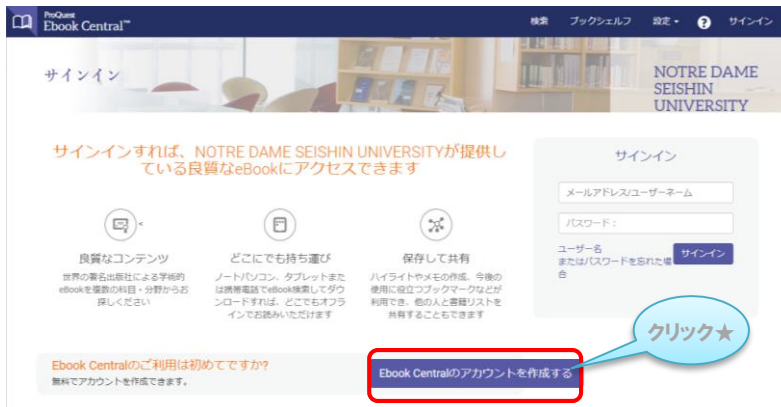 ProQuest
Ebook Central™
検索 ブックシェルフ 設定 ? サインイン
サインイン
NOTRE DAME
SEISHIN
UNIVERSITY
サインインすれば、NOTRE DAME SEISHIN UNIVERSITYが提供し
ている良質なeBookにアクセスできます
良質なコンテンツ
世界の著名出版社による学術的
eBookを複数の科目・分野からお
探しください
どこにでも持ち運び
ノートパソコン、タブレットまた
は携帯電話でeBook検索してダウ
ンロードすれば、どこでもオフラ
インでお読みいただけます
保存して共有
ハイライトやメモの作成、今後の
使用に役立つブックマークなどが
利用でき、他の人と書籍リストを
共有することもできます
サインイン
メールアドレス/ユーザーネーム
パスワード：
ユーザー名
またはパスワードを忘れた場
合
サインイン
クリック★
Ebook Centralのご利用は初めてですか?
無料でアカウントを作成できます。
Ebook Centralのアカウントを作成する